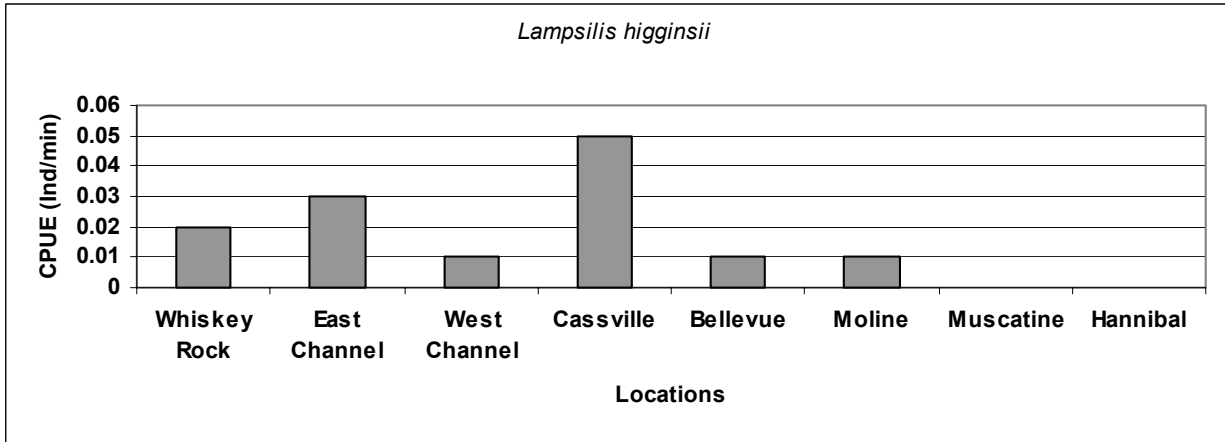 Lampsilis higginsii
CPUE (Ind/min)
0.06
0.05
0.04
0.03
0.02
0.01
0
Whiskey Rock
East Channel
West Channel
Cassville
Bellevue
Moline
Muscatine
Hannibal
Locations